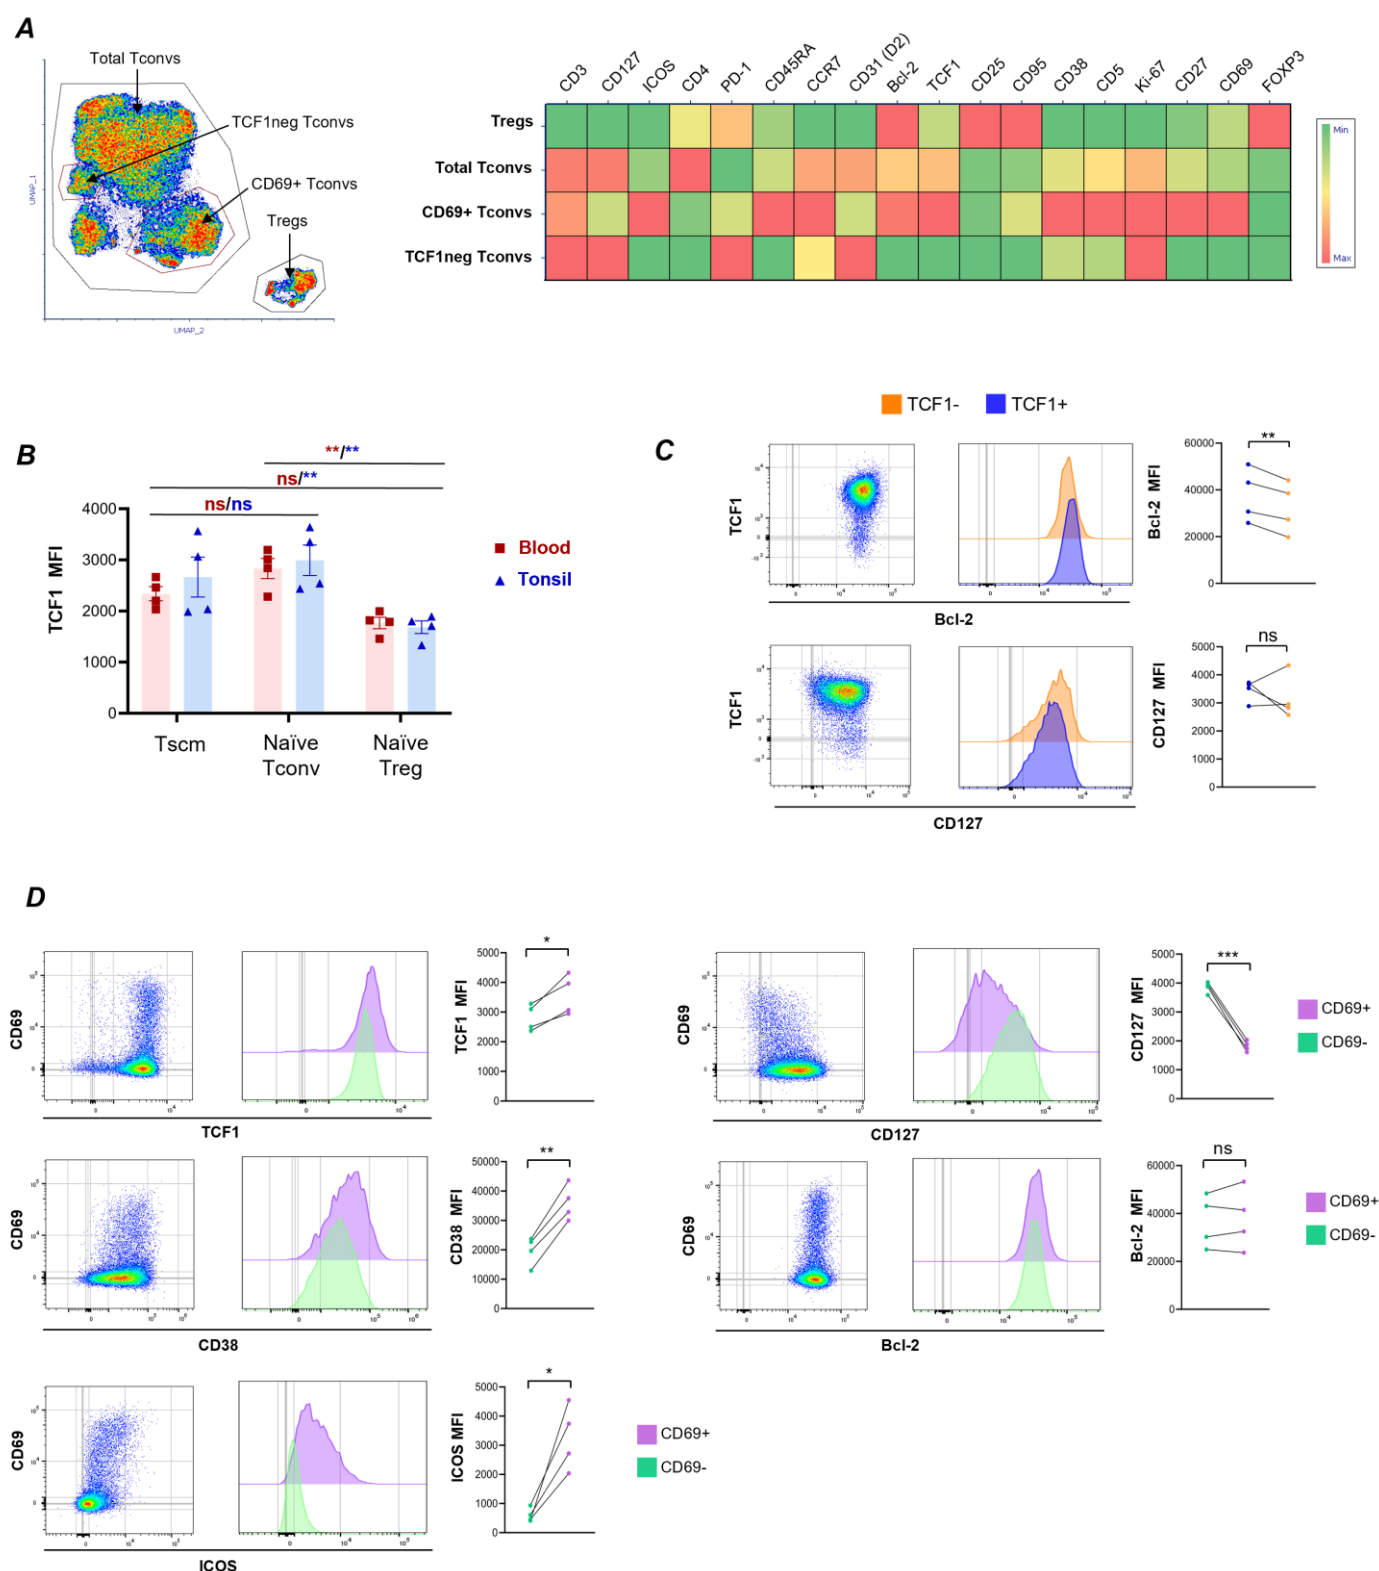 A
Total Tconvs
TCF1neg Tconvs
CD69+ Tconvs
Tregs
UMAP_1
UMAP_2
CD3 CD127 ICOS CD4 PD-1 CD45RA CCR7 CD31 (D2) Bcl-2 TCF1 CD25 CD95 CD38 CD5 Ki-67 CD27 CD69 FOXP3
Tregs
Total Tconvs
CD69+ Tconvs
TCF1neg Tconvs
Min
Max
B
**/**
ns/**
ns/ns
TCF1 MFI
4000
3000
2000
1000
0
Tscm
Naïve
Tconv
Naïve
Treg
Blood
Tonsil
TCF1- TCF1+
C
TCF1
Bcl-2
Bcl-2 MFI
**
60000
40000
20000
0
TCF1
CD127
CD127 MFI
ns
5000
4000
3000
2000
1000
0
D
CD69
TCF1
TCF1 MFI
*
5000
4000
3000
2000
1000
0
CD69
CD127
CD127 MFI
***
5000
4000
3000
2000
1000
0
CD69+
CD69-
CD69
CD38
CD38 MFI
**
50000
40000
30000
20000
10000
0
CD69
Bcl-2
Bcl-2 MFI
ns
60000
40000
20000
0
CD69+
CD69-
CD69
ICOS
ICOS MFI
*
5000
4000
3000
2000
1000
0
CD69+
CD69-